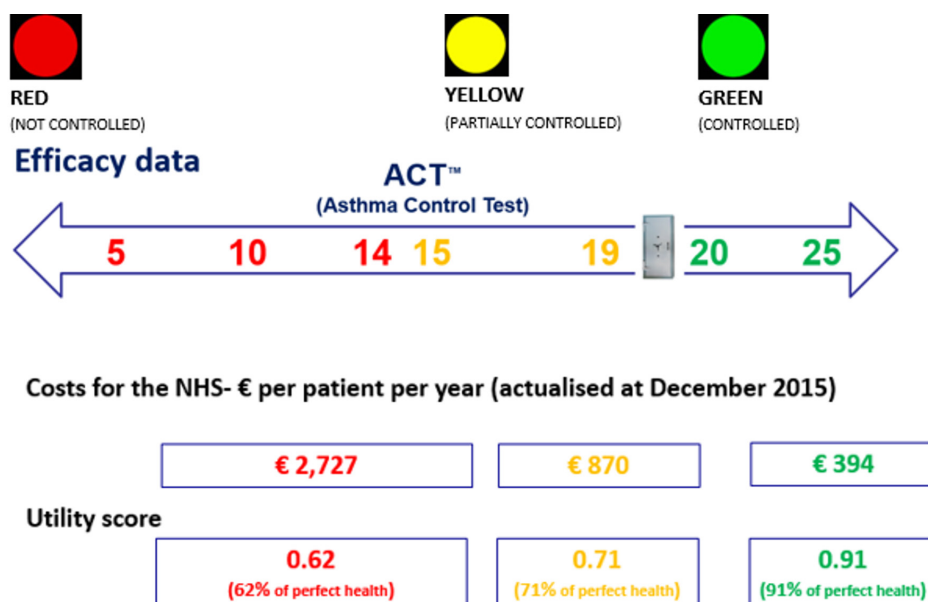 RED
(NOT CONTROLLED)
YELLOW
(PARTIALLY CONTROLLED)
GREEN
(CONTROLLED)
Efficacy data
ACT™
(Asthma Control Test)
5 10 14 15 19 20 25
Costs for the NHS- € per patient per year (actualised at December 2015)
€ 2,727 € 870 € 394
Utility score
0.62 0.71 0.91
(62% of perfect health) (71% of perfect health) (91% of perfect health)